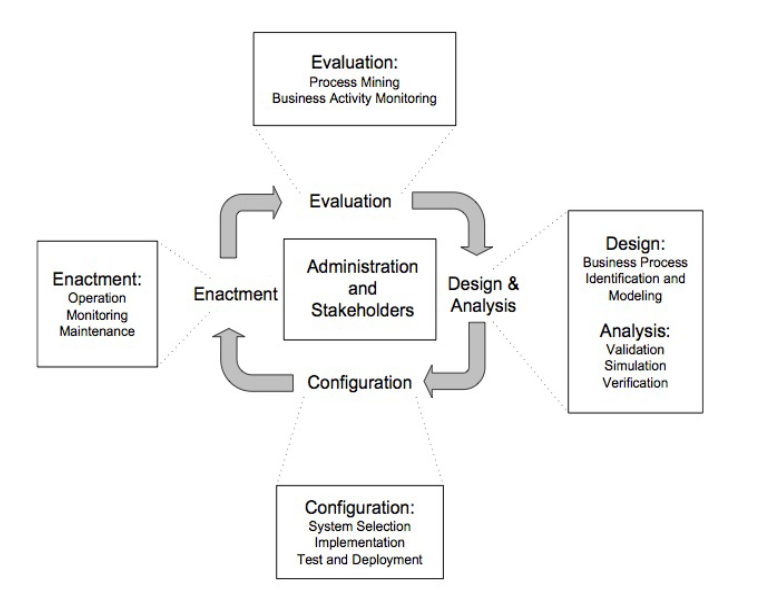 Evaluation:
Process Mining
Business Activity Monitoring
Evaluation
Enactment:
Operation
Monitoring
Maintenance
Enactment
Administration
and
Stakeholders
Design &
Analysis
Design:
Business Process
Identification and
Modeling
Analysis:
Validation
Simulation
Verification
Configuration
Configuration:
System Selection
Implementation
Test and Deployment